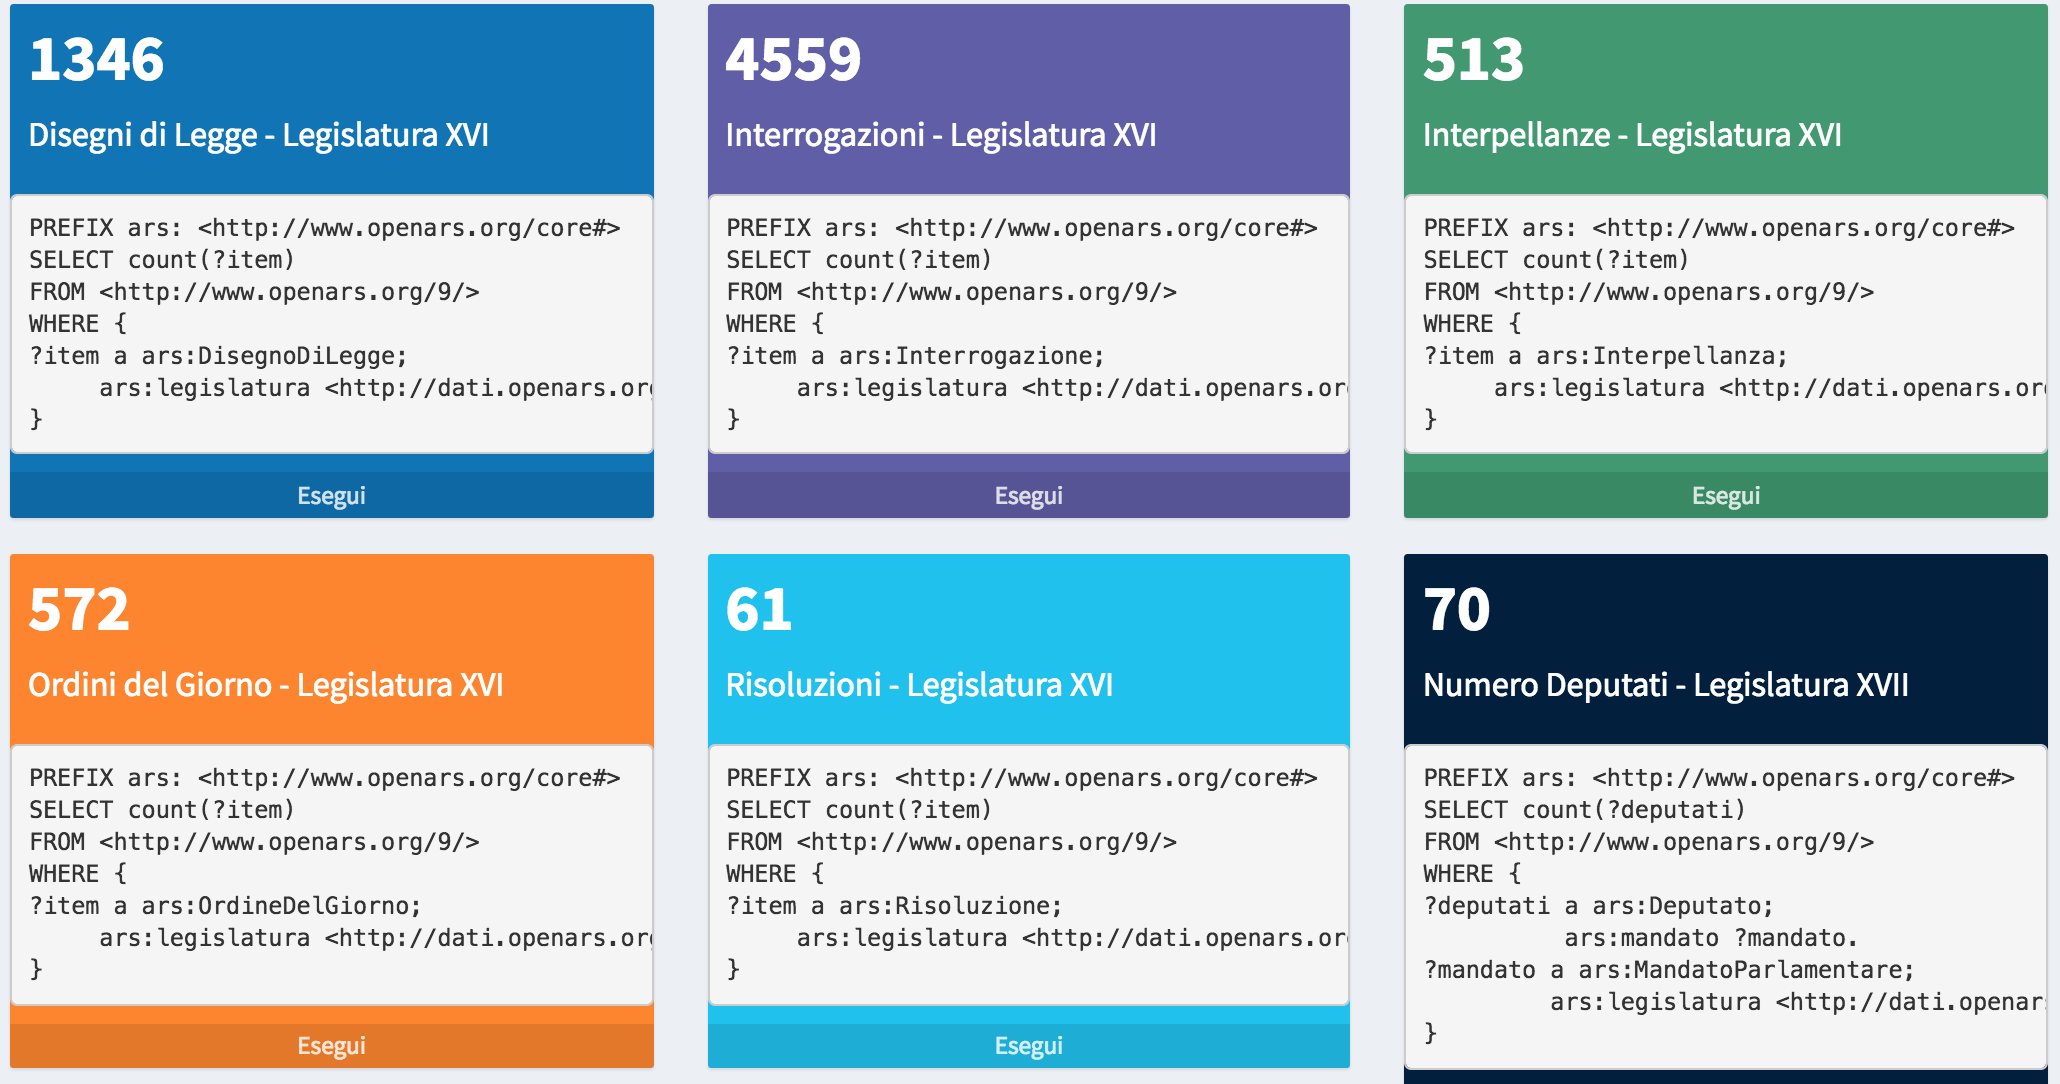 1346
Disegni di Legge - Legislatura XVI
PREFIX ars: <http://www.openars.org/core#>
SELECT count(?item)
FROM <http://www.openars.org/9/>
WHERE {
?item a ars:DisegnoDiLegge;
     ars:legislatura <http://dati.openars.org
}
Esegui
4559
Interrogazioni - Legislatura XVI
PREFIX ars: <http://www.openars.org/core#>
SELECT count(?item)
FROM <http://www.openars.org/9/>
WHERE {
?item a ars:Interrogazione;
     ars:legislatura <http://dati.openars.or
}
Esegui
513
Interpellanze - Legislatura XVI
PREFIX ars: <http://www.openars.org/core#>
SELECT count(?item)
FROM <http://www.openars.org/9/>
WHERE {
?item a ars:Interpellanza;
     ars:legislatura <http://dati.openars.or
}
Esegui
572
Ordini del Giorno - Legislatura XVI
PREFIX ars: <http://www.openars.org/core#>
SELECT count(?item)
FROM <http://www.openars.org/9/>
WHERE {
?item a ars:OrdineDelGiorno;
     ars:legislatura <http://dati.openars.org
}
Esegui
61
Risoluzioni - Legislatura XVI
PREFIX ars: <http://www.openars.org/core#>
SELECT count(?item)
FROM <http://www.openars.org/9/>
WHERE {
?item a ars:Risoluzione;
     ars:legislatura <http://dati.openars.or
}
Esegui
70
Numero Deputati - Legislatura XVII
PREFIX ars: <http://www.openars.org/core#>
SELECT count(?deputati)
FROM <http://www.openars.org/9/>
WHERE {
?deputati a ars:Deputato;
          ars:mandato ?mandato.
?mandato a ars:MandatoParlamentare;
         ars:legislatura <http://dati.openar
}